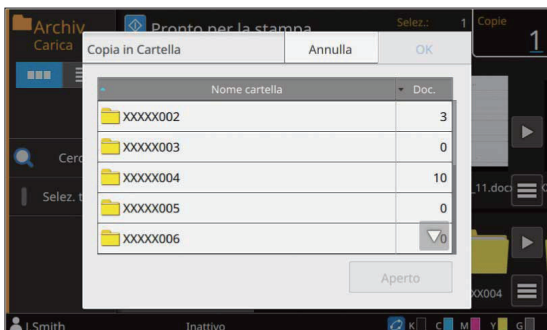 Archiv
Carica
Pronto per la stampa
Selez.: 1
Copie
1
Copia in Cartella
Annulla
OK
Nome cartella
Doc.
XXXXX002
3
XXXXX003
0
XXXXX004
10
XXXXX005
0
XXXXX006
0
Aperto
Cerc
Selez. t
_11.doc
XX004
J Smith
Inattivo
K
C
M
Y
G